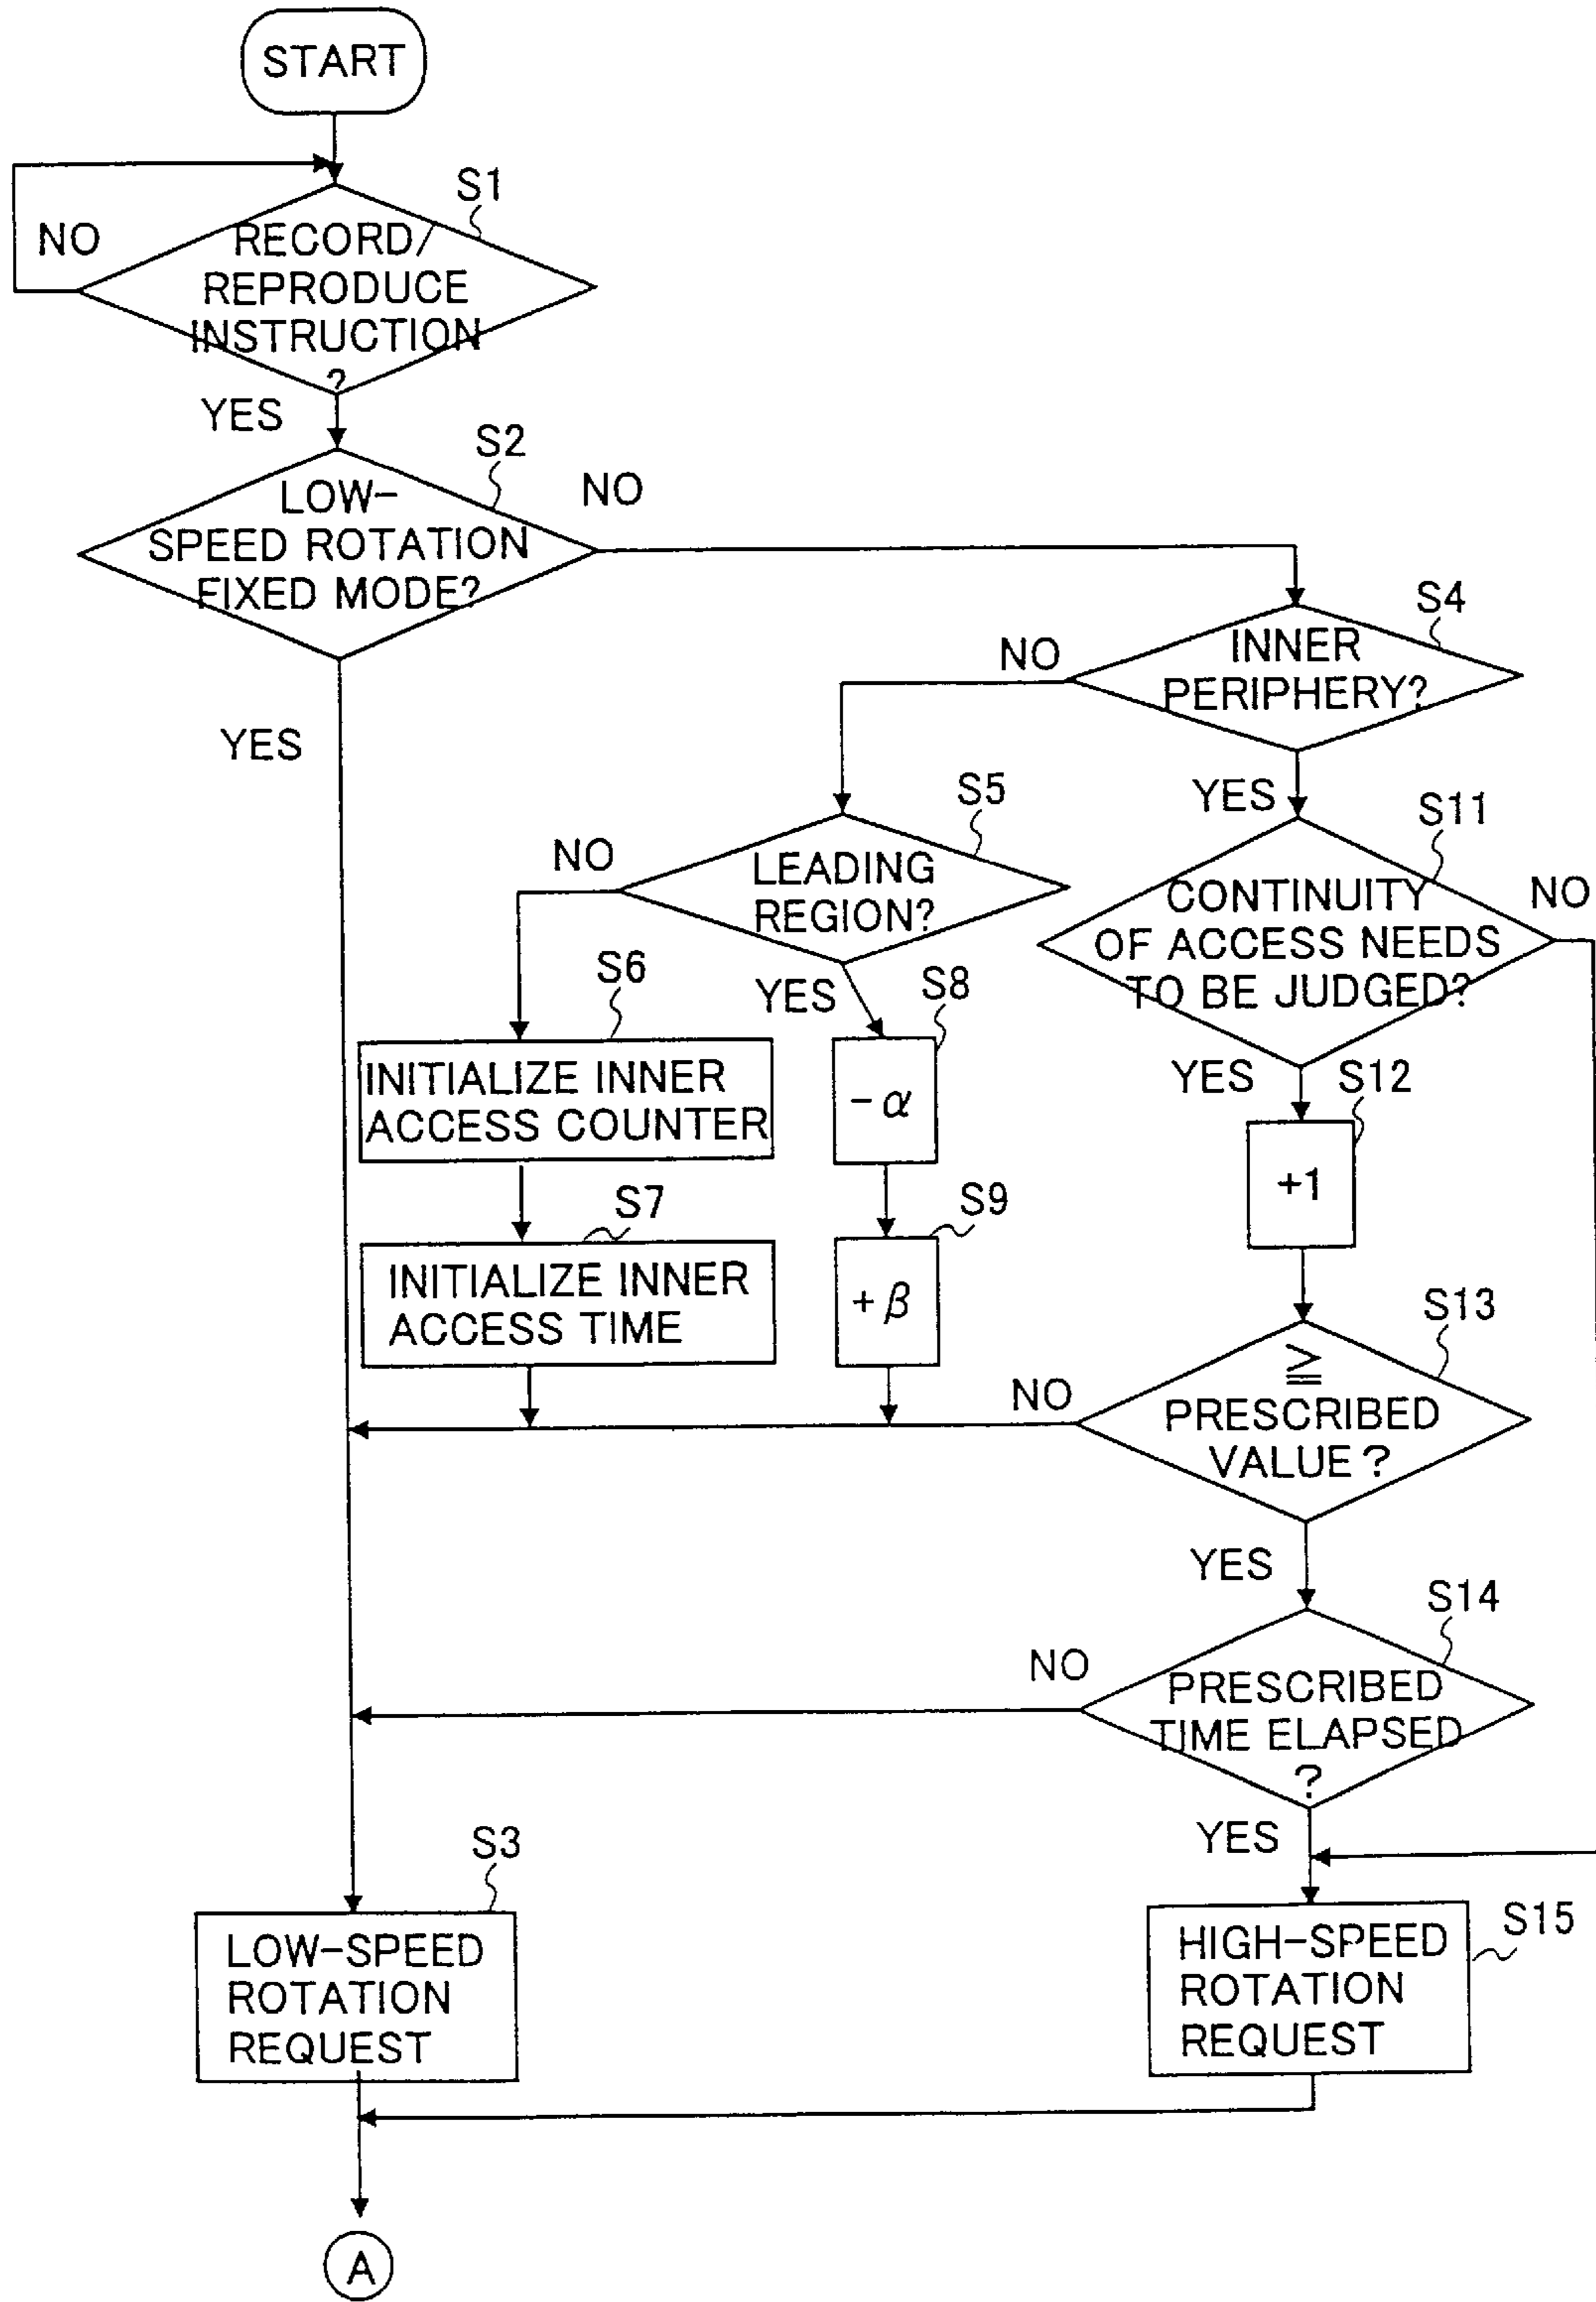 START
S1
NO
RECORD/
REPRODUCE
INSTRUCTION
?
YES
S2
NO
LOW-
SPEED ROTATION
FIXED MODE?
YES
S4
NO
INNER
PERIPHERY?
YES
S5
NO
LEADING
REGION?
YES
S11
NO
CONTINUITY
OF ACCESS NEEDS
TO BE JUDGED?
YES
S6
INITIALIZE INNER
ACCESS COUNTER
S8
-α
S12
+1
S7
INITIALIZE INNER
ACCESS TIME
S9
+β
S13
NO
≧
PRESCRIBED
VALUE?
YES
S14
NO
PRESCRIBED
TIME ELAPSED
?
YES
S3
LOW-SPEED
ROTATION
REQUEST
S15
HIGH-SPEED
ROTATION
REQUEST
A